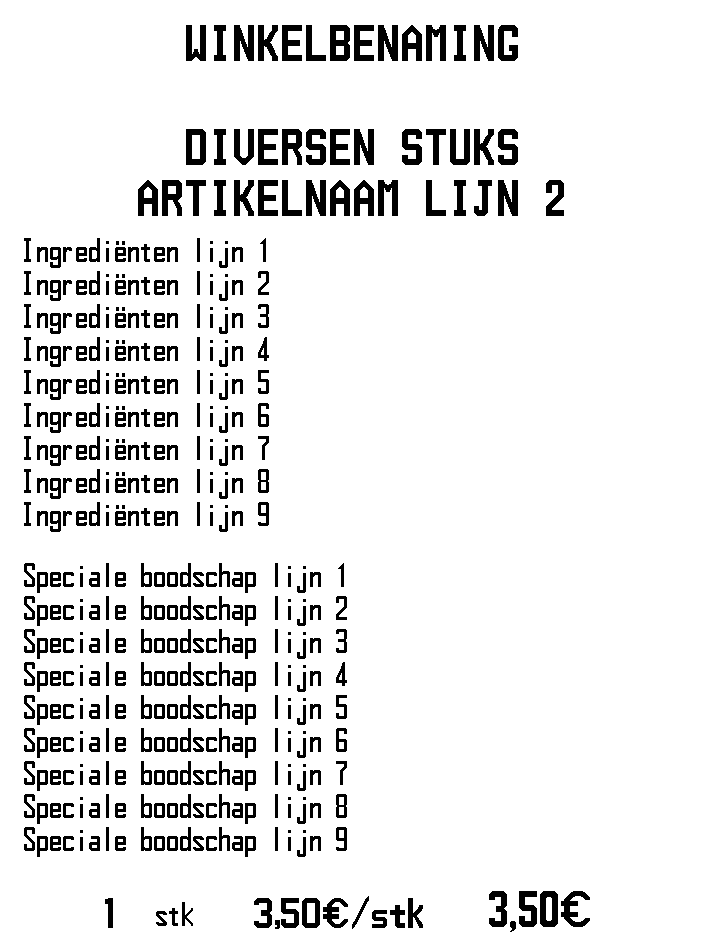 WINKELBENAMING
DIVERSEN STUKS
ARTIKELNAAM LIJN 2
Ingrediënten lijn 1
Ingrediënten lijn 2
Ingrediënten lijn 3
Ingrediënten lijn 4
Ingrediënten lijn 5
Ingrediënten lijn 6
Ingrediënten lijn 7
Ingrediënten lijn 8
Ingrediënten lijn 9
Speciale boodschap lijn 1
Speciale boodschap lijn 2
Speciale boodschap lijn 3
Speciale boodschap lijn 4
Speciale boodschap lijn 5
Speciale boodschap lijn 6
Speciale boodschap lijn 7
Speciale boodschap lijn 8
Speciale boodschap lijn 9
1 stk 3,50€/stk 3,50€